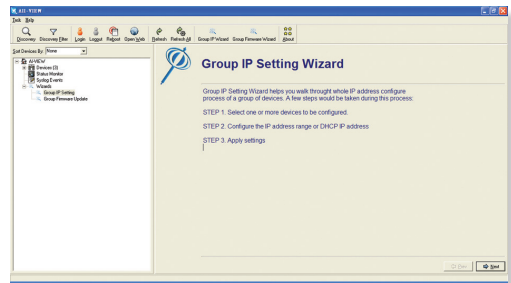 AII-VIEW
Task Help
Discovery Discovery Filter Login Logout Reboot Open Web Refresh Refresh All Group IP Wizard Group Firmware Wizard About
Sort Devices By: None
AII-VIEW
Devices (3)
Status Monitor
Syslog Events
Wizards
Group IP Setting
Group Firmware Update
Group IP Setting Wizard
Group IP Setting Wizard helps you walk throught whole IP address configure
process of a group of devices. A few steps would be taken during this process:
STEP 1. Select one or more devices to be configured.
STEP 2. Configure the IP address range or DHCP IP address
STEP 3. Apply settings
Prev Next